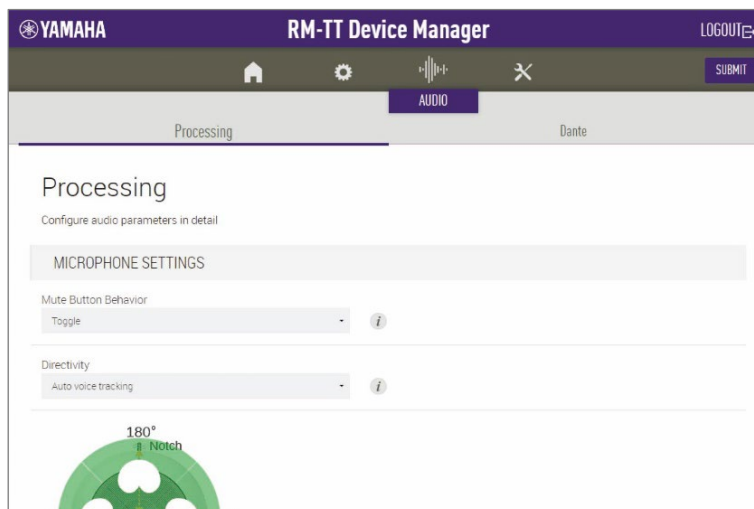 YAMAHA
RM-TT Device Manager
LOGOUT
SUBMIT
AUDIO
Processing
Dante
Processing
Configure audio parameters in detail
MICROPHONE SETTINGS
Mute Button Behavior
Toggle
i
Directivity
Auto voice tracking
i
180°
Notch